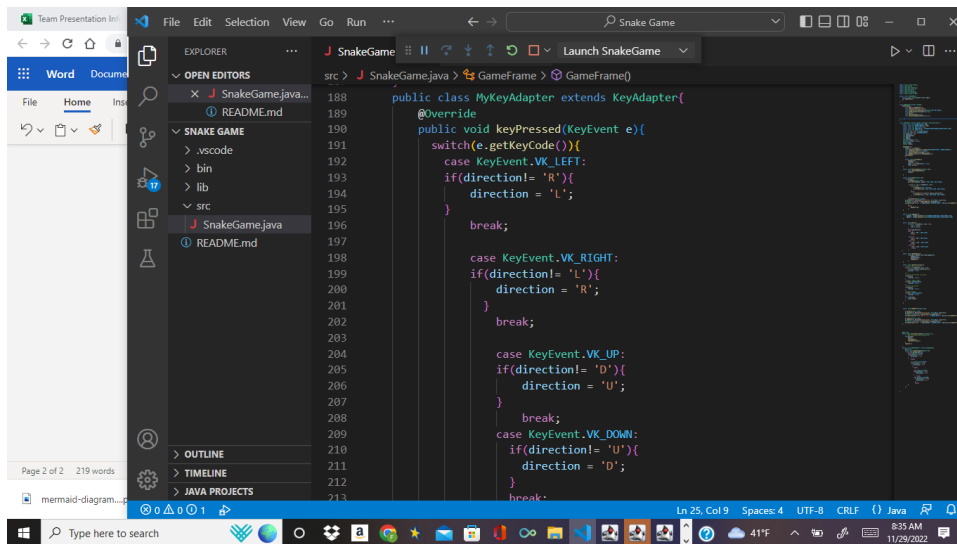 Team Presentation Inf
File Edit Selection View Go Run ···
Snake Game
Word Docume
File Home Inse
Page 2 of 2 219 words
mermaid-diagram....p
EXPLORER ···
OPEN EDITORS
SnakeGame.java...
README.md
SNAKE GAME
.vscode
bin
lib
src
SnakeGame.java
README.md
OUTLINE
TIMELINE
JAVA PROJECTS
17
SnakeGame
Launch SnakeGame
src > SnakeGame.java > GameFrame > GameFrame()
188 public class MyKeyAdapter extends KeyAdapter{
189 @Override
190 public void keyPressed(KeyEvent e){
191 switch(e.getKeyCode()){
192 case KeyEvent.VK_LEFT:
193 if(direction!= 'R'){
194 direction = 'L';
195 }
196 break;
197
198 case KeyEvent.VK_RIGHT:
199 if(direction!= 'L'){
200 direction = 'R';
201 }
202 break;
203
204 case KeyEvent.VK_UP:
205 if(direction!= 'D'){
206 direction = 'U';
207 }
208 break;
209 case KeyEvent.VK_DOWN:
210 if(direction!= 'U'){
211 direction = 'D';
212 }
213 break;
0 0 1
Ln 25, Col 9 Spaces: 4 UTF-8 CRLF {} Java
Type here to search
41°F
8:35 AM
11/29/2022